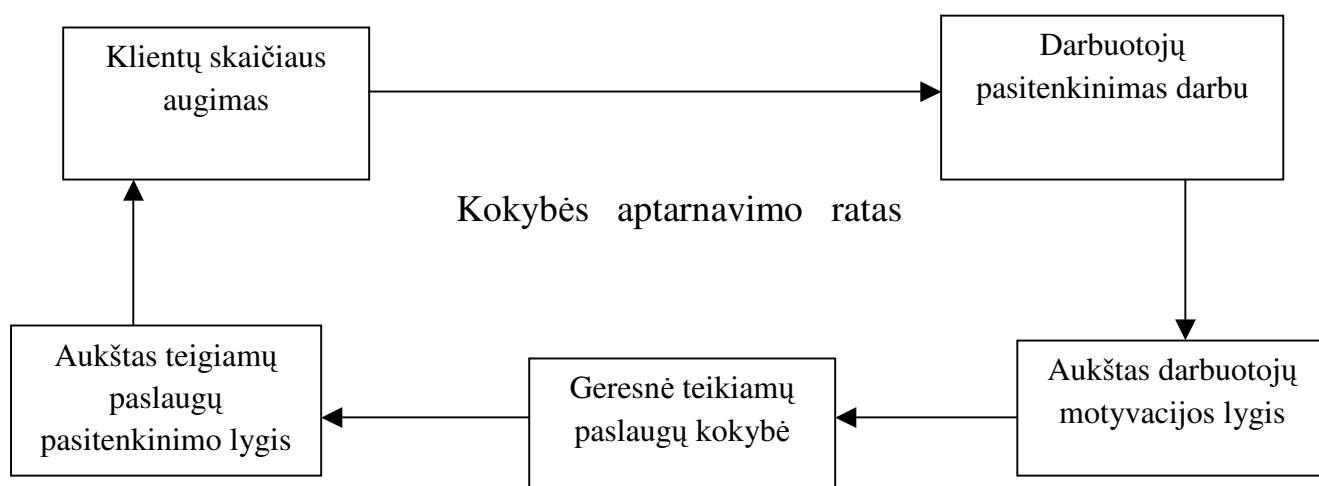 Klientų skaičiaus
augimas
Darbuotojų
pasitenkinimas darbu
Kokybės aptarnavimo ratas
Aukštas teigiamų
paslaugų
pasitenkinimo lygis
Geresnė teikiamų
paslaugų kokybė
Aukštas darbuotojų
motyvacijos lygis